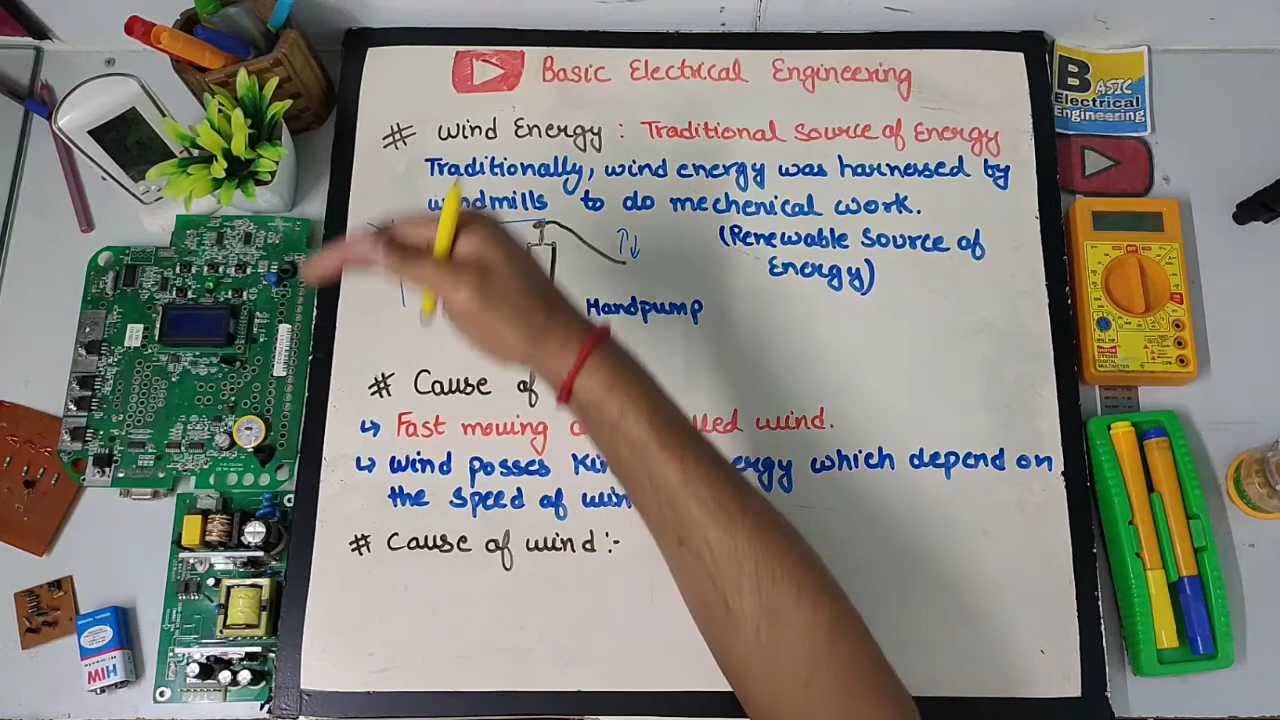 Basic Electrical Engineering
# Wind Energy : Traditional Source of Energy
Traditionally, wind energy was harnessed by
windmills to do mechenical work.
(Renewable Source of
Energy)
Handpump
# Cause of
↳ Fast moving wind.
↳ Wind posses which depend on
the speed of
# Cause of wind :-
BASIC
Electrical
Engineering
HIW